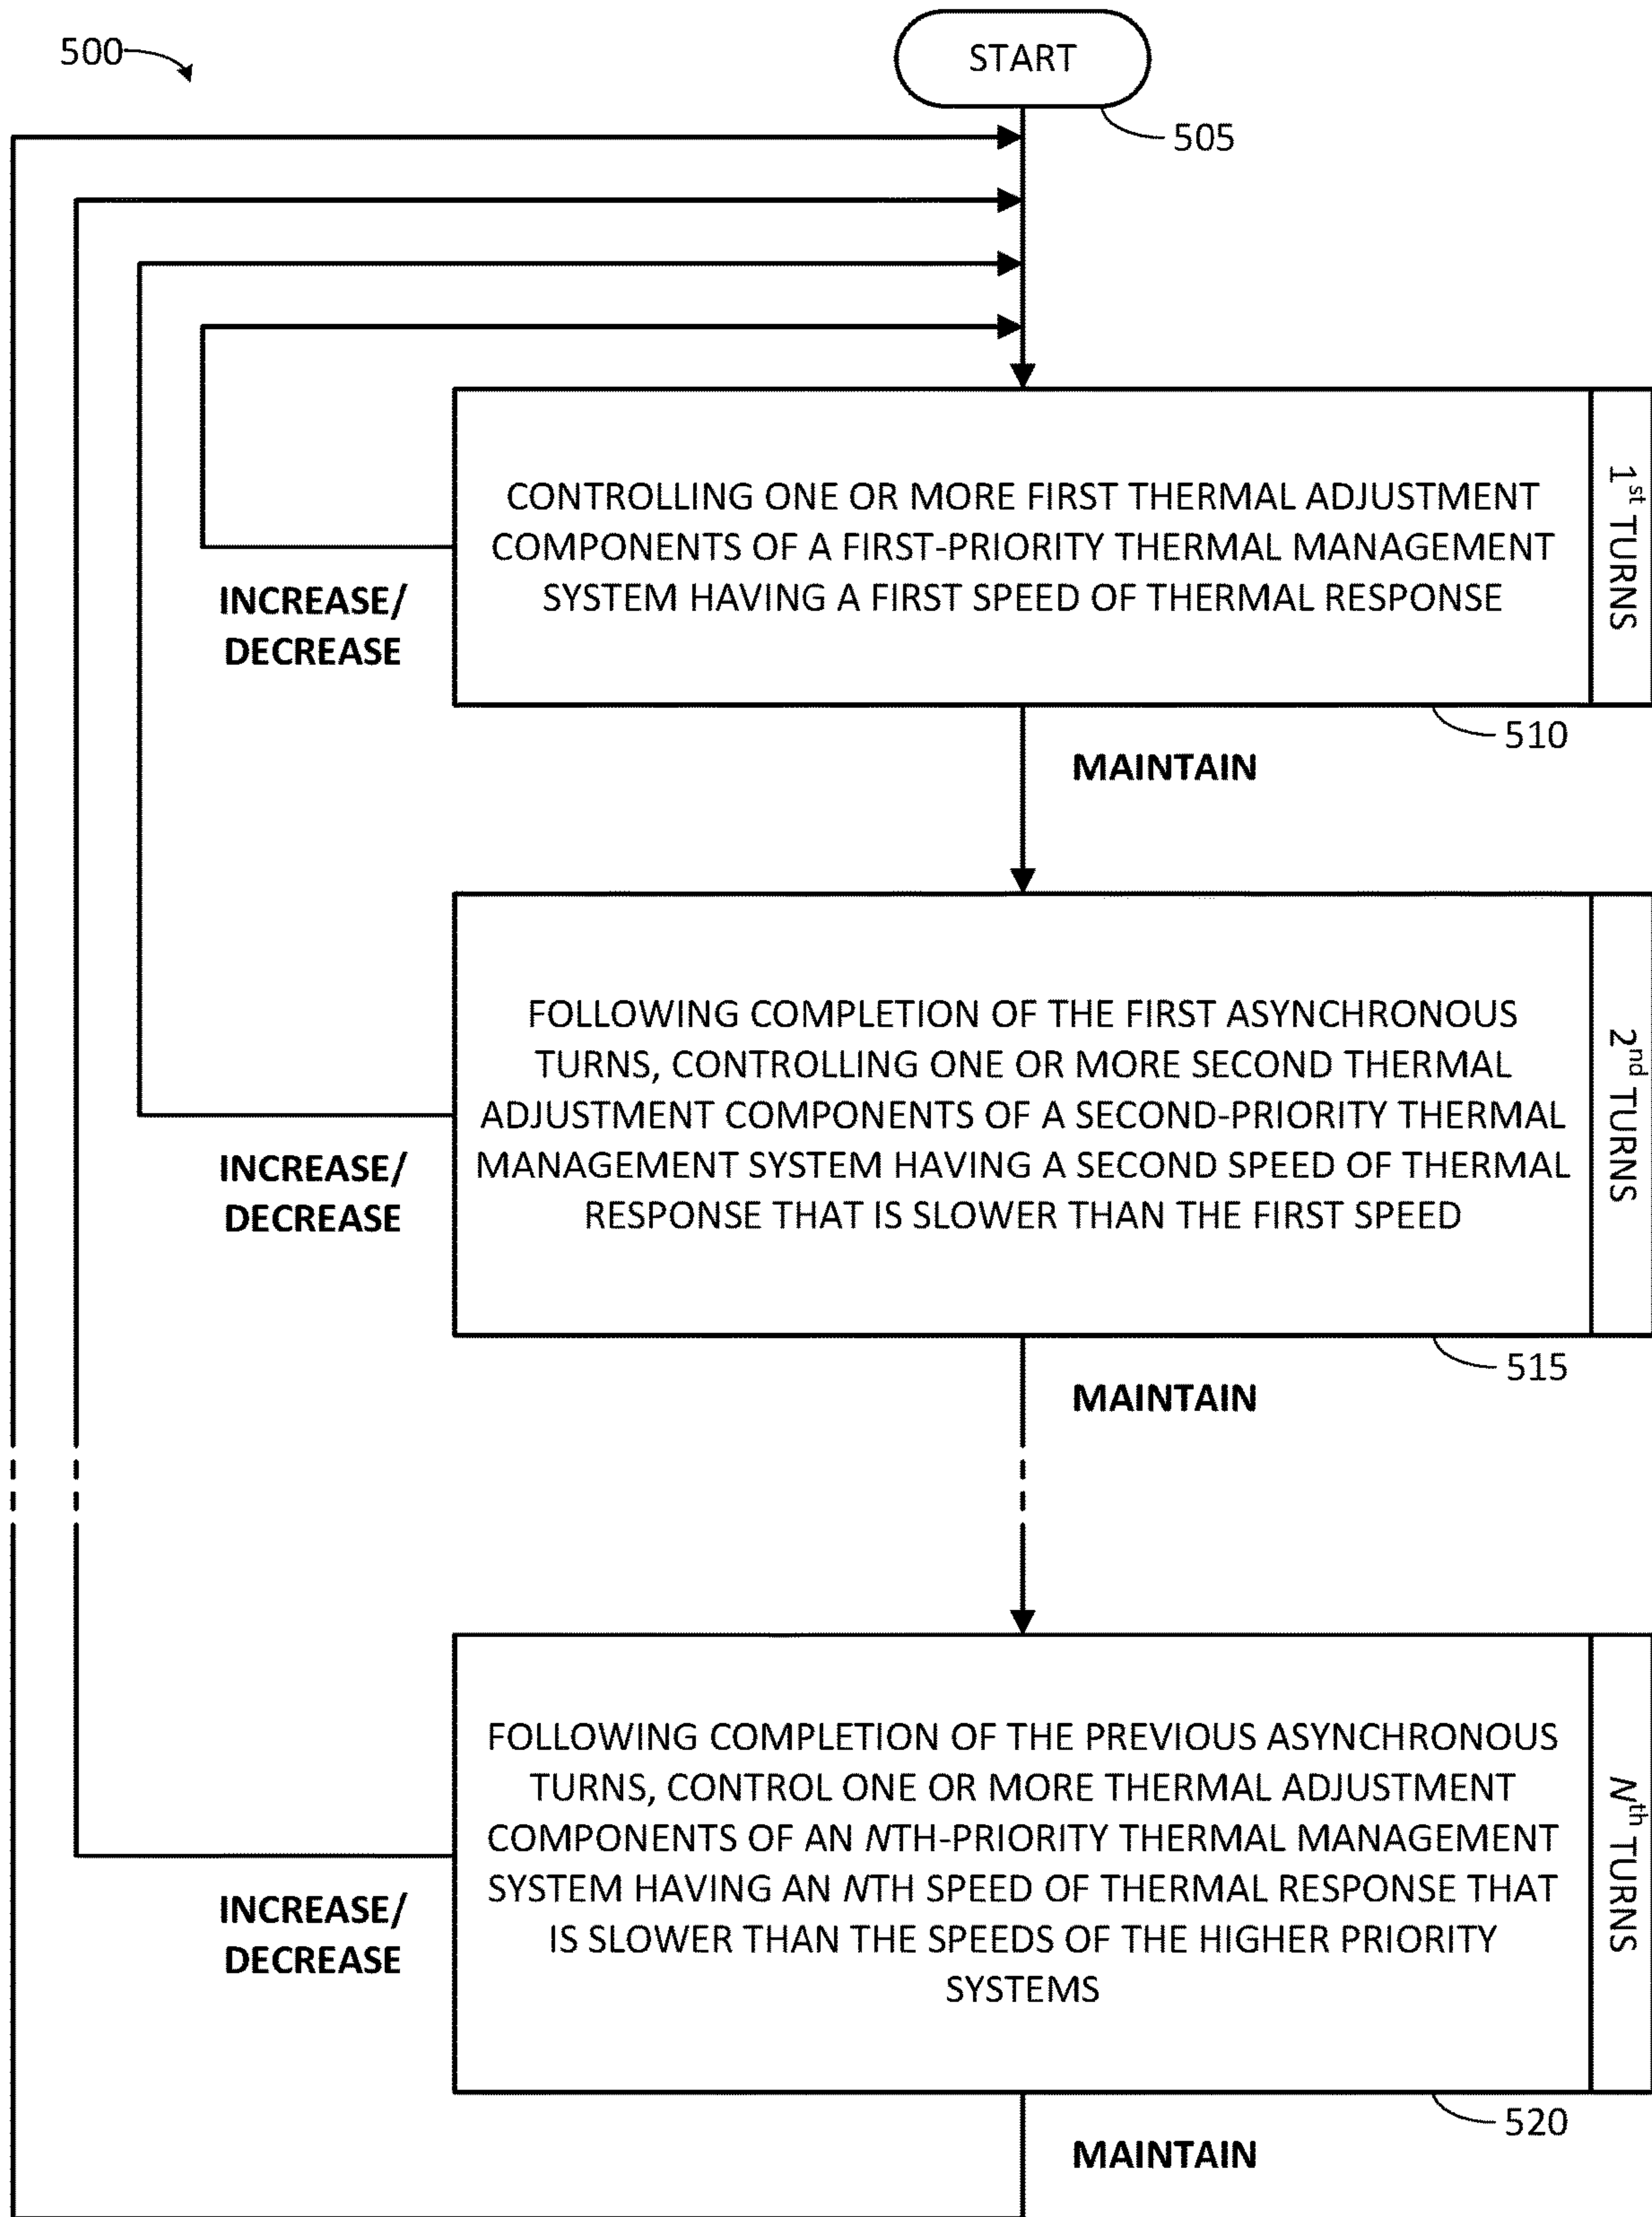 500
START
505
CONTROLLING ONE OR MORE FIRST THERMAL ADJUSTMENT
COMPONENTS OF A FIRST-PRIORITY THERMAL MANAGEMENT
SYSTEM HAVING A FIRST SPEED OF THERMAL RESPONSE
1st TURNS
INCREASE/
DECREASE
510
MAINTAIN
FOLLOWING COMPLETION OF THE FIRST ASYNCHRONOUS
TURNS, CONTROLLING ONE OR MORE SECOND THERMAL
ADJUSTMENT COMPONENTS OF A SECOND-PRIORITY THERMAL
MANAGEMENT SYSTEM HAVING A SECOND SPEED OF THERMAL
RESPONSE THAT IS SLOWER THAN THE FIRST SPEED
2nd TURNS
INCREASE/
DECREASE
515
MAINTAIN
FOLLOWING COMPLETION OF THE PREVIOUS ASYNCHRONOUS
TURNS, CONTROL ONE OR MORE THERMAL ADJUSTMENT
COMPONENTS OF AN NTH-PRIORITY THERMAL MANAGEMENT
SYSTEM HAVING AN NTH SPEED OF THERMAL RESPONSE THAT
IS SLOWER THAN THE SPEEDS OF THE HIGHER PRIORITY
SYSTEMS
Nth TURNS
INCREASE/
DECREASE
520
MAINTAIN